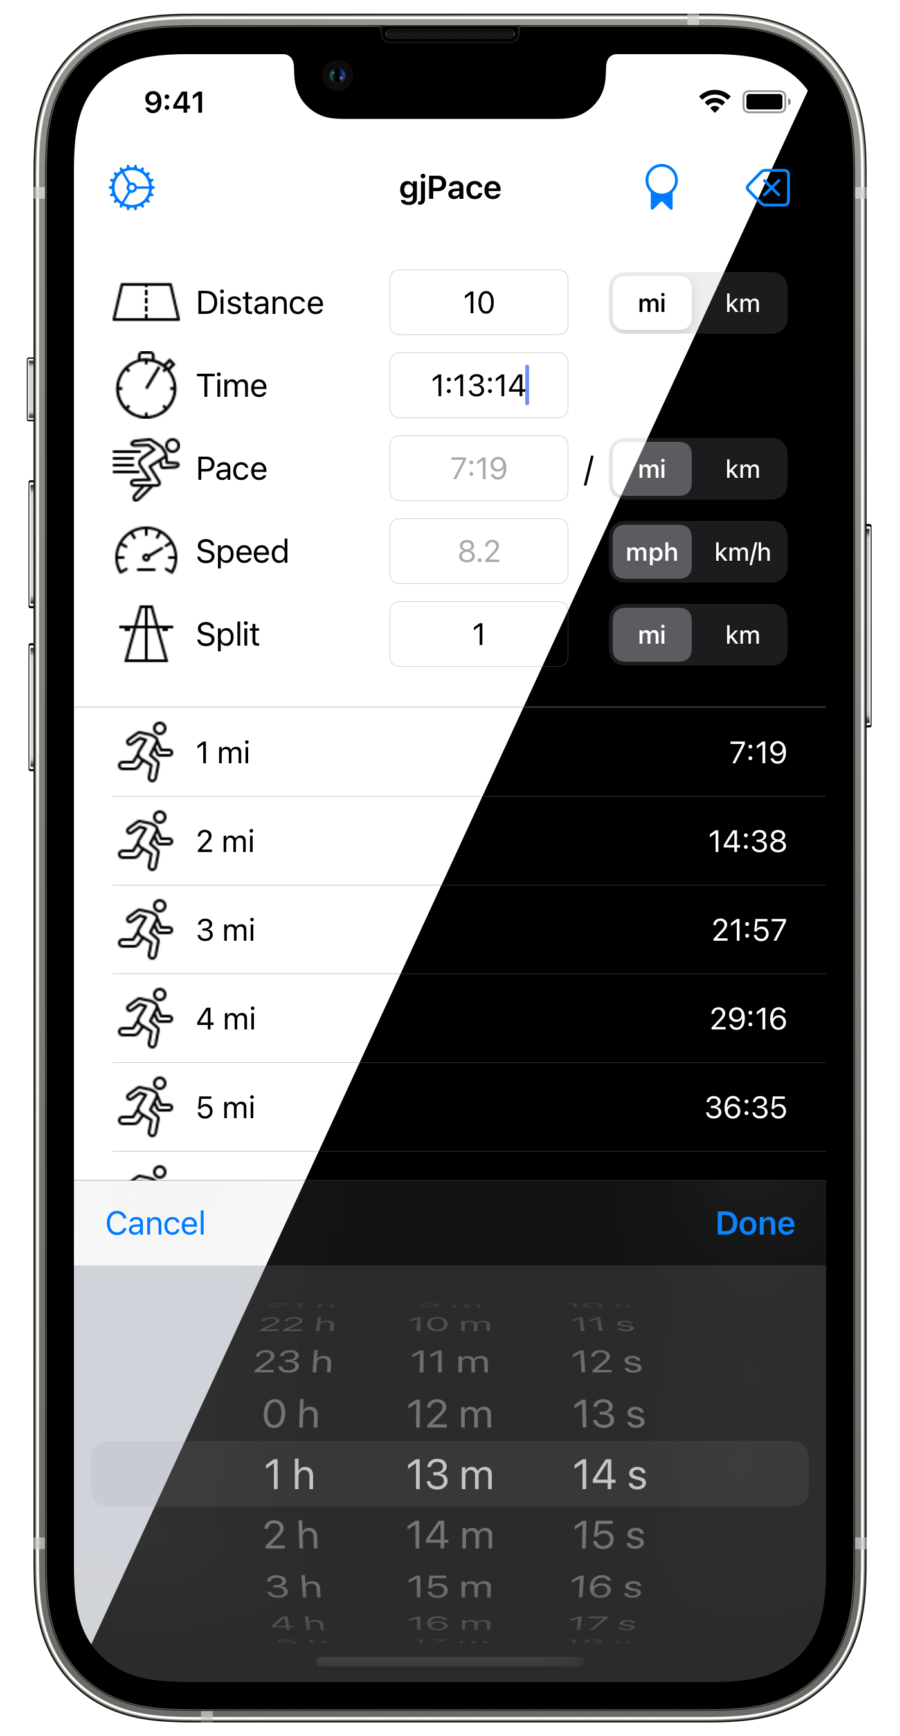 9:41
gjPace
Distance 10 mi km
Time 1:13:14
Pace 7:19 / mi km
Speed 8.2 mph km/h
Split 1 mi km
1 mi 7:19
2 mi 14:38
3 mi 21:57
4 mi 29:16
5 mi 36:35
Cancel Done
22 h 10 m 11 s
23 h 11 m 12 s
0 h 12 m 13 s
1 h 13 m 14 s
2 h 14 m 15 s
3 h 15 m 16 s
4 h 16 m 17 s